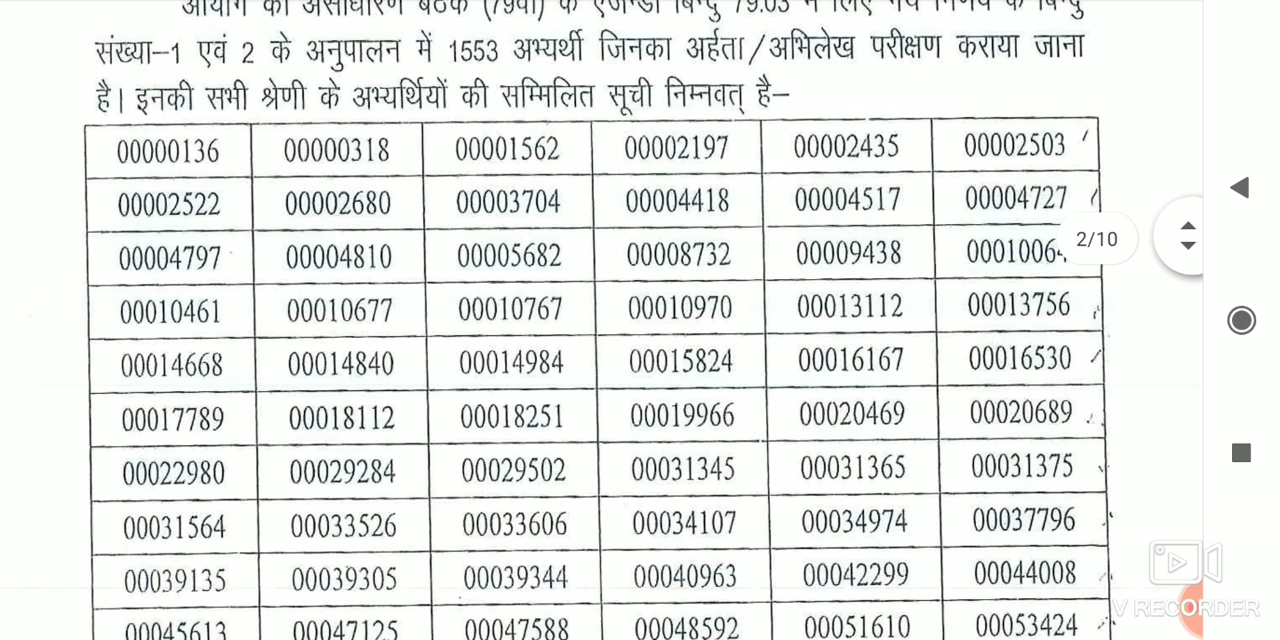 संख्या–1 एवं 2 के अनुपालन में 1553 अभ्यर्थी जिनका अर्हता/अभिलेख परीक्षण कराया जाना
है। इनकी सभी श्रेणी के अभ्यर्थियों की सम्मिलित सूची निम्नवत् है–
00000136 00000318 00001562 00002197 00002435 00002503
00002522 00002680 00003704 00004418 00004517 00004727
00004797 00004810 00005682 00008732 00009438 00010064
2/10
00010461 00010677 00010767 00010970 00013112 00013756
00014668 00014840 00014984 00015824 00016167 00016530
00017789 00018112 00018251 00019966 00020469 00020689
00022980 00029284 00029502 00031345 00031365 00031375
00031564 00033526 00033606 00034107 00034974 00037796
00039135 00039305 00039344 00040963 00042299 00044008
00045613 00047125 00047588 00048592 00051610 00053424
V RECORDER